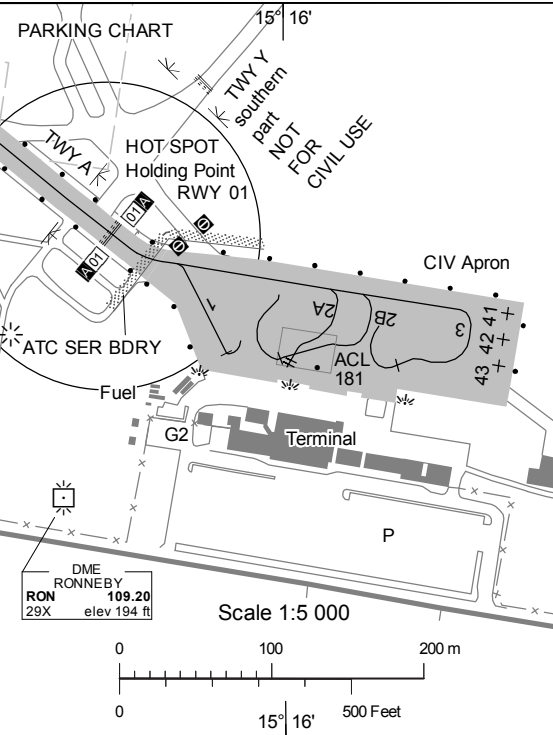 PARKING CHART
15° 16'
TWY Y
southern
part
NOT
FOR
CIVIL USE
TWY A
HOT SPOT
Holding Point
RWY 01
01 A
A 01
CIV Apron
1
2A
2B
3
41
42
43
ATC SER BDRY
ACL
181
Fuel
G2
Terminal
P
DME
RONNEBY
RON 109.20
29X elev 194 ft
Scale 1:5 000
0 100 200 m
0 500 Feet
15° 16'